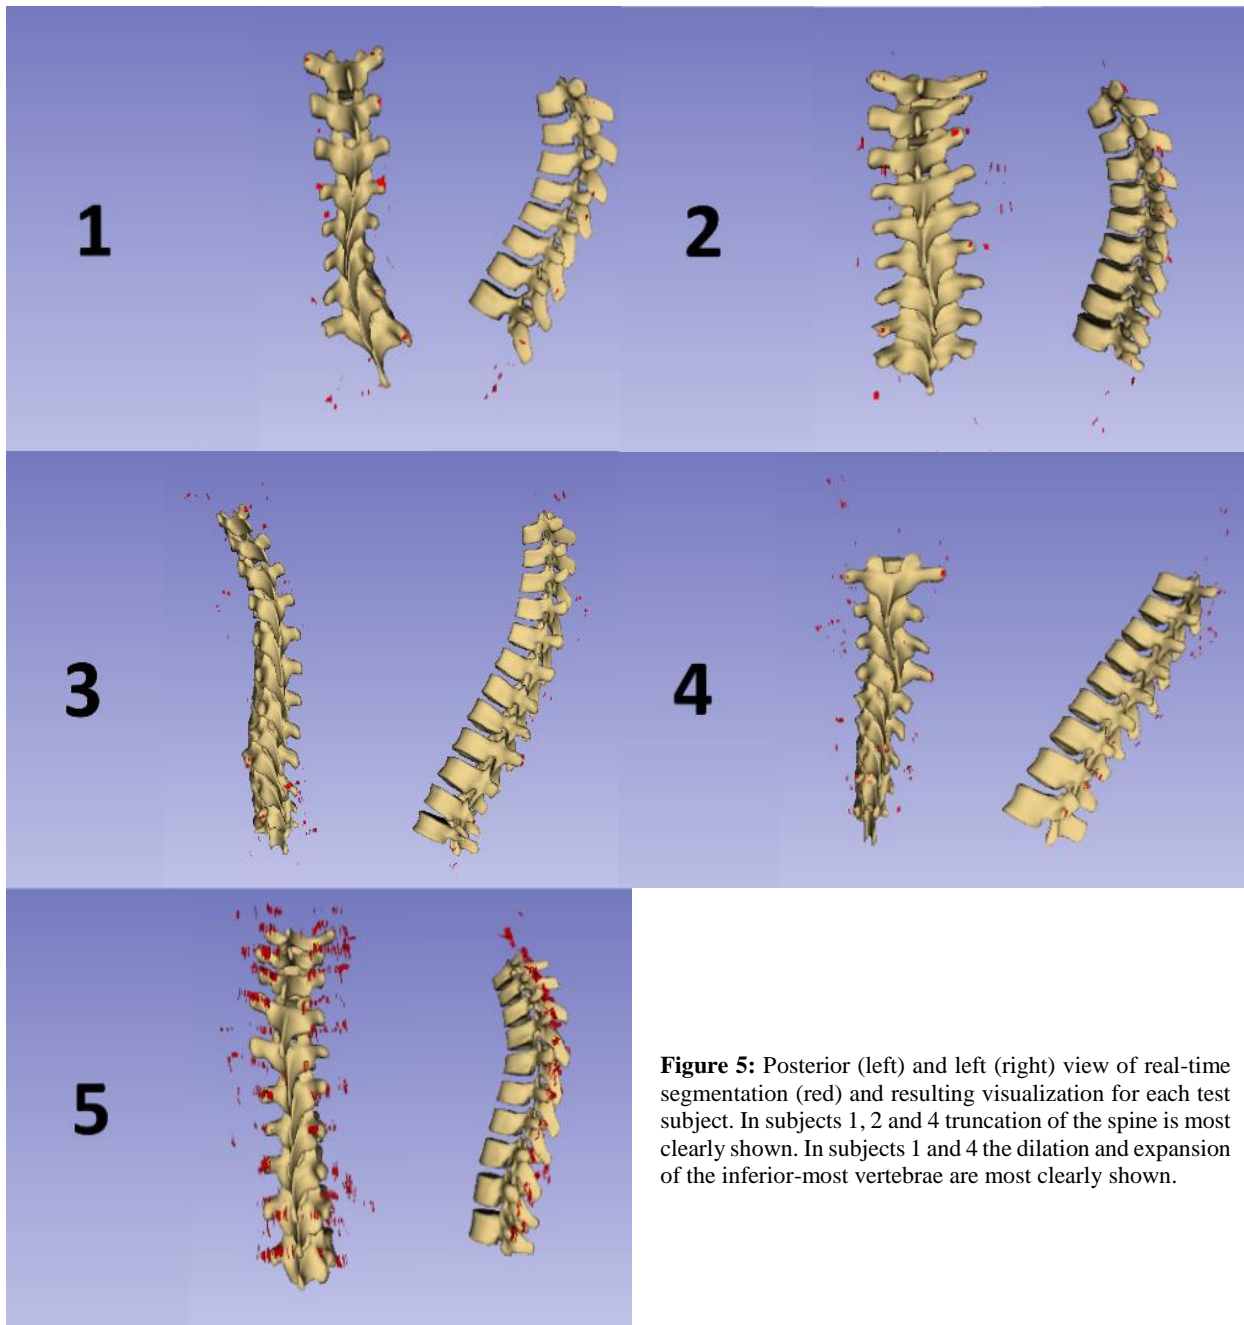 1
2
3
4
5
Figure 5: Posterior (left) and left (right) view of real-time
segmentation (red) and resulting visualization for each test
subject. In subjects 1, 2 and 4 truncation of the spine is most
clearly shown. In subjects 1 and 4 the dilation and expansion
of the inferior-most vertebrae are most clearly shown.